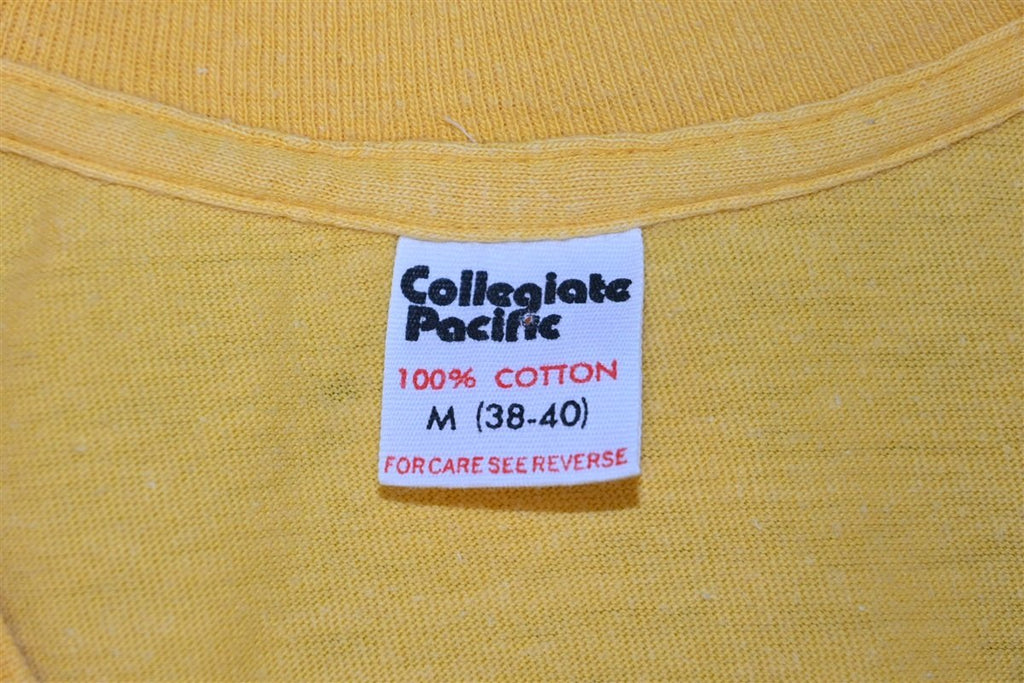 Collegiate
Pacific
100% COTTON
M (38-40)
FOR CARE SEE REVERSE